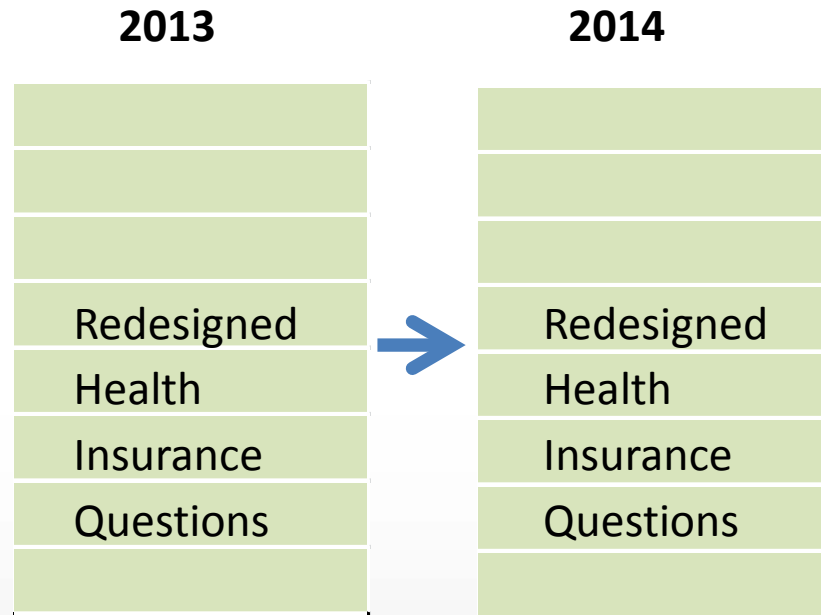 2013
2014
Redesigned
Health
Insurance
Questions
Redesigned
Health
Insurance
Questions